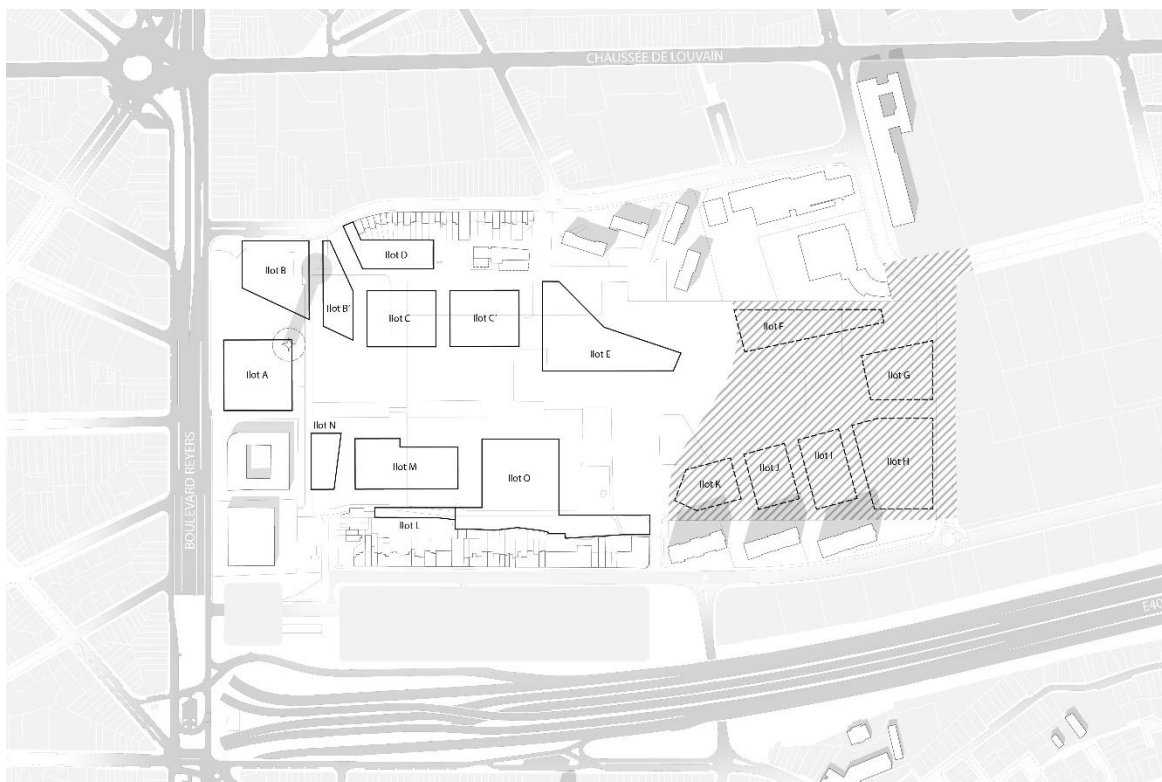 CHAUSSÉE DE LOUVAIN
Ilot D
Ilot B
Ilot B'
Ilot C
Ilot C'
Ilot F
Ilot E
Ilot A
Ilot G
Ilot N
Ilot M
Ilot O
Ilot K
Ilot J
Ilot I
Ilot H
BOULEVARD REYERS
Ilot L
E40